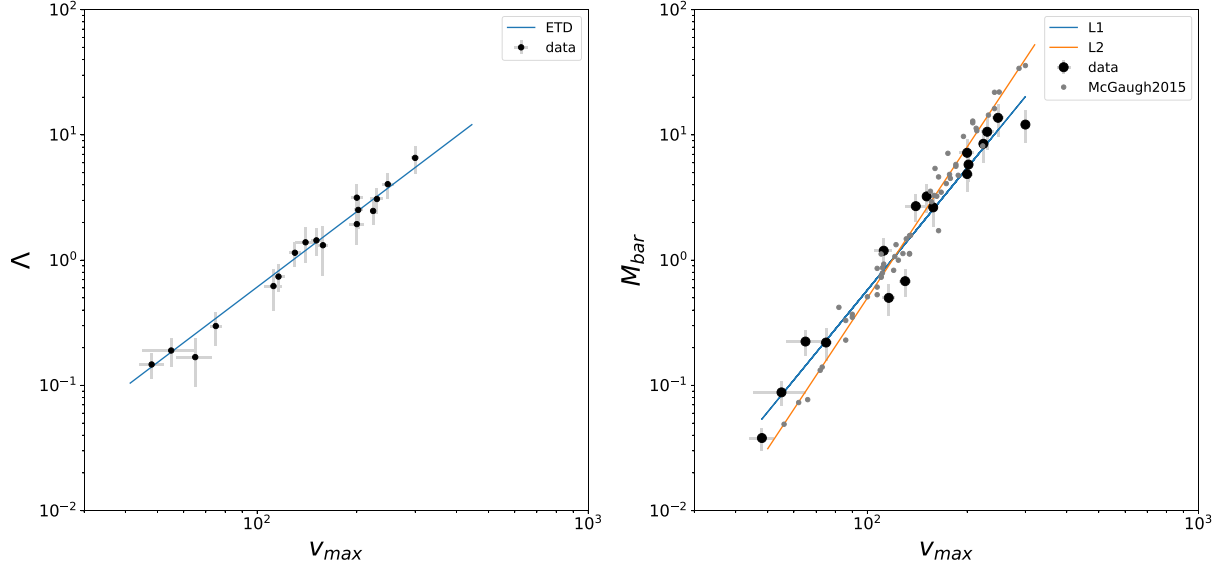 10²
10¹
10⁰
10⁻¹
10⁻²
Λ
10²
10³
v_max
ETD
data
10²
10¹
10⁰
10⁻¹
10⁻²
M_bar
10²
10³
v_max
L1
L2
data
McGaugh2015